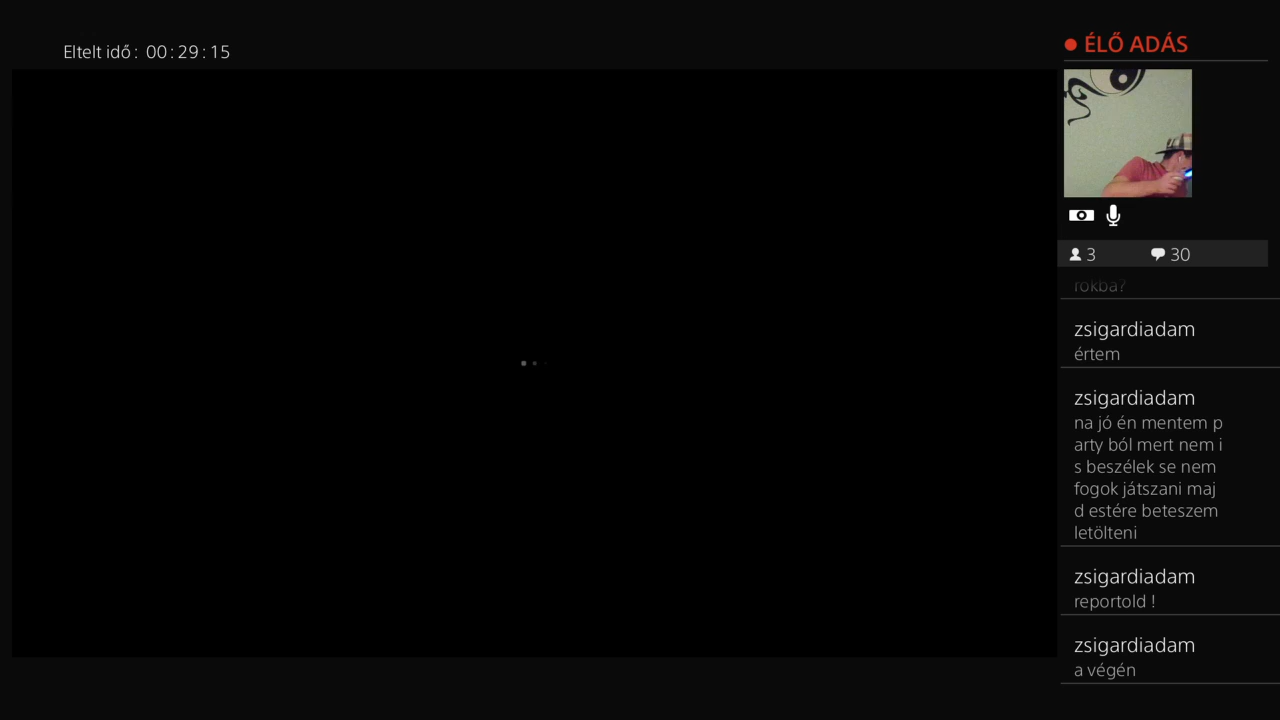 Eltelt idő: 00:29:15
ÉLŐ ADÁS
3
30
rokba?
zsigardiadam
értem
zsigardiadam
na jó én mentem p
arty ból mert nem i
s beszélek se nem
fogok játszani maj
d estére beteszem
letölteni
zsigardiadam
reportold !
zsigardiadam
a végén